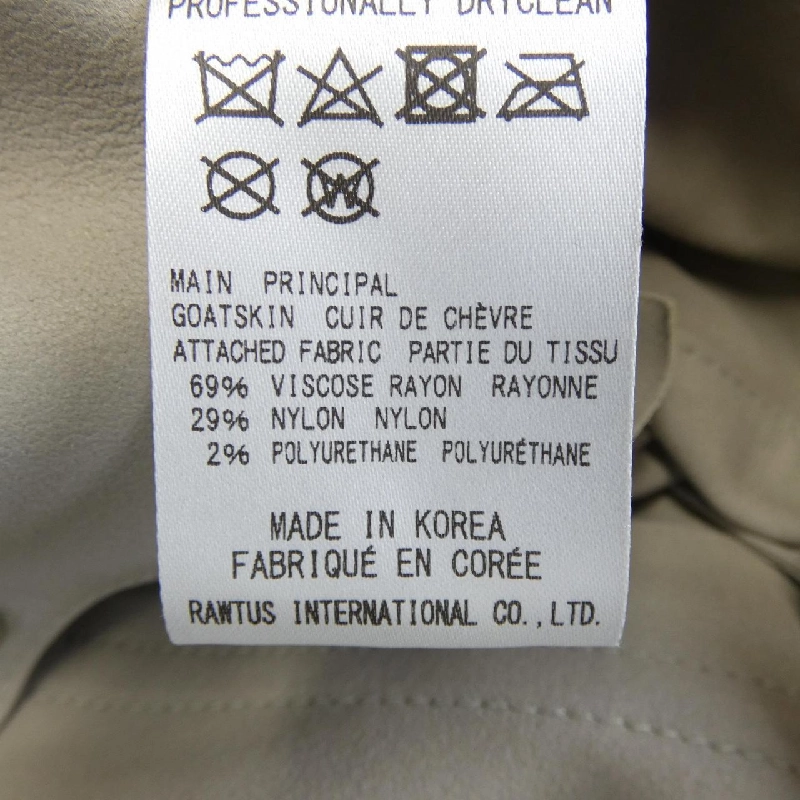 PROFESSIONALLY DRYCLEAN
W
MAIN PRINCIPAL
GOATSKIN CUIR DE CHÈVRE
ATTACHED FABRIC PARTIE DU TISSU
69% VISCOSE RAYON RAYONNE
29% NYLON NYLON
2% POLYURETHANE POLYURÉTHANE
MADE IN KOREA
FABRIQUÉ EN CORÉE
RAWTUS INTERNATIONAL CO.,LTD.